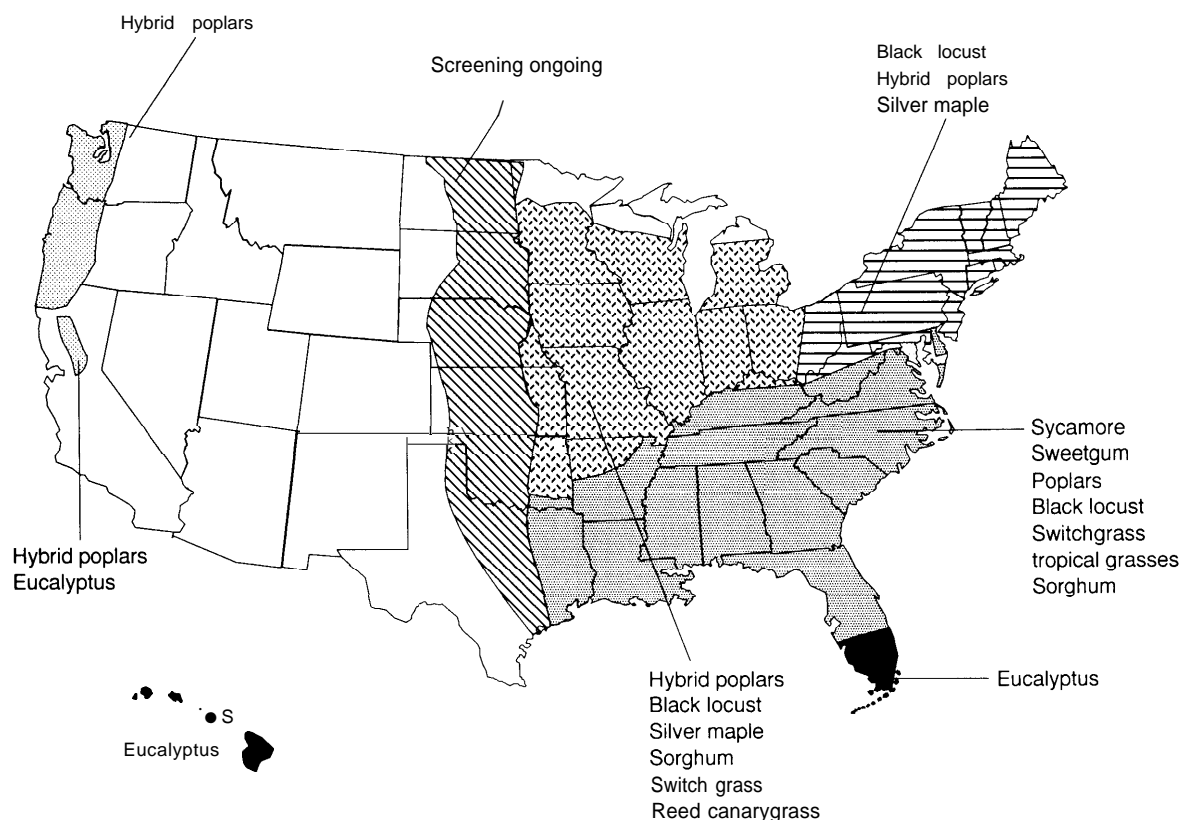 Hybrid poplars
Screening ongoing
Black locust
Hybrid poplars
Silver maple
Sycamore
Sweetgum
Poplars
Black locust
Switchgrass
tropical grasses
Sorghum
Hybrid poplars
Eucalyptus
Eucalyptus
S
Eucalyptus
Hybrid poplars
Black locust
Silver maple
Sorghum
Switch grass
Reed canarygrass